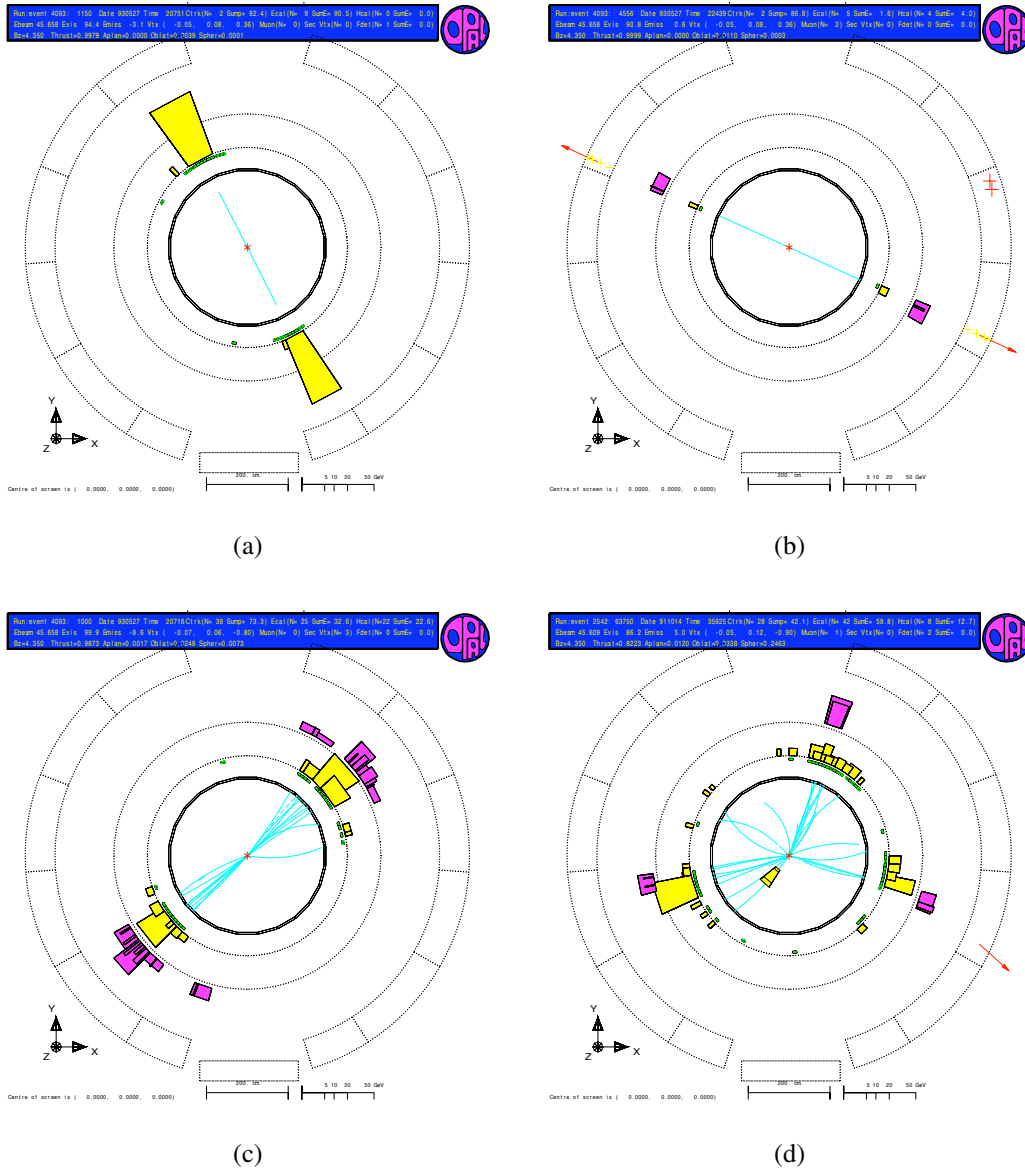 Run:event 4093: 1150 Date 930527 Time 20751 Ctrk(N= 2 Sump= 92.4) Ecal(N= 9 SumE= 90.5) Hcal(N= 0 SumE= 0.0)
Ebeam 45.658 Evis 94.4 Emiss -3.1 Vtx ( -0.05, 0.08, 0.36) Muon(N= 0) Sec Vtx(N= 0) Fdet(N= 1 SumE= 0.0)
Bz=4.350 Thrust=0.9979 Aplan=0.0000 Oblat=0.0039 Spher=0.0001
Y
Z X
200. cm.
5 10 20 50 GeV
Centre of screen is ( 0.0000, 0.0000, 0.0000)
(a)
Run:event 4093: 4556 Date 930527 Time 22439 Ctrk(N= 2 Sump= 86.8) Ecal(N= 5 SumE= 1.6) Hcal(N= 4 SumE= 4.0)
Ebeam 45.658 Evis 90.8 Emiss 0.6 Vtx ( -0.05, 0.08, 0.36) Muon(N= 2) Sec Vtx(N= 0) Fdet(N= 0 SumE= 0.0)
Bz=4.350 Thrust=0.9999 Aplan=0.0000 Oblat=0.0110 Spher=0.0003
Y
Z X
200. cm.
5 10 20 50 GeV
Centre of screen is ( 0.0000, 0.0000, 0.0000)
(b)
Run:event 4093: 1000 Date 930527 Time 20716 Ctrk(N= 39 Sump= 73.3) Ecal(N= 25 SumE= 32.6) Hcal(N=22 SumE= 22.6)
Ebeam 45.658 Evis 99.9 Emiss -8.6 Vtx ( -0.07, 0.06, -0.80) Muon(N= 0) Sec Vtx(N= 3) Fdet(N= 0 SumE= 0.0)
Bz=4.350 Thrust=0.9873 Aplan=0.0017 Oblat=0.0248 Spher=0.0073
Y
Z X
200. cm.
5 10 20 50 GeV
Centre of screen is ( 0.0000, 0.0000, 0.0000)
(c)
Run:event 2542: 63750 Date 911014 Time 35925 Ctrk(N= 28 Sump= 42.1) Ecal(N= 42 SumE= 59.8) Hcal(N= 8 SumE= 12.7)
Ebeam 45.609 Evis 86.2 Emiss 5.0 Vtx ( -0.05, 0.12, -0.90) Muon(N= 1) Sec Vtx(N= 0) Fdet(N= 2 SumE= 0.0)
Bz=4.350 Thrust=0.8223 Aplan=0.0120 Oblat=0.3338 Spher=0.2463
Y
Z X
200. cm.
5 10 20 50 GeV
Centre of screen is ( 0.0000, 0.0000, 0.0000)
(d)